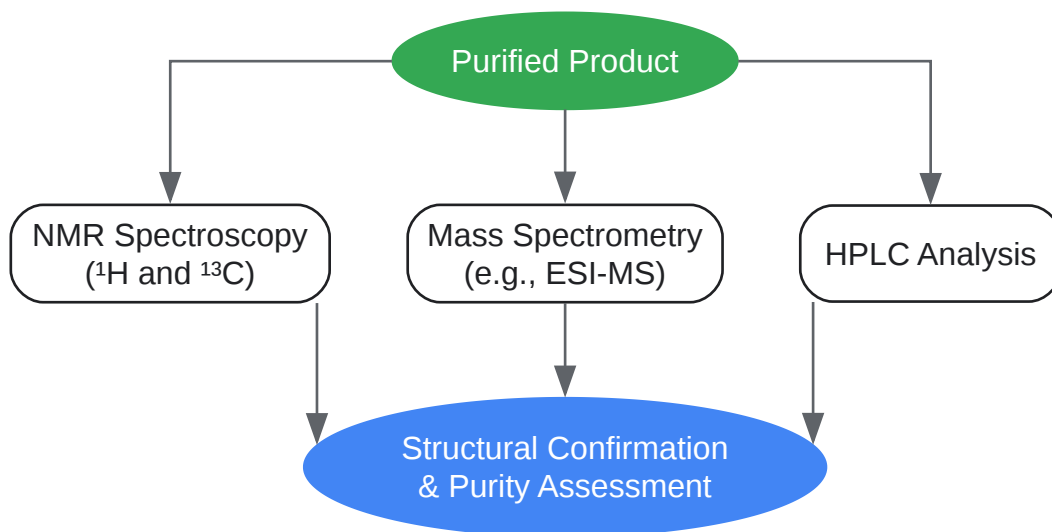 Purified Product
NMR Spectroscopy
(¹H and ¹³C)
Mass Spectrometry
(e.g., ESI-MS)
HPLC Analysis
Structural Confirmation
& Purity Assessment